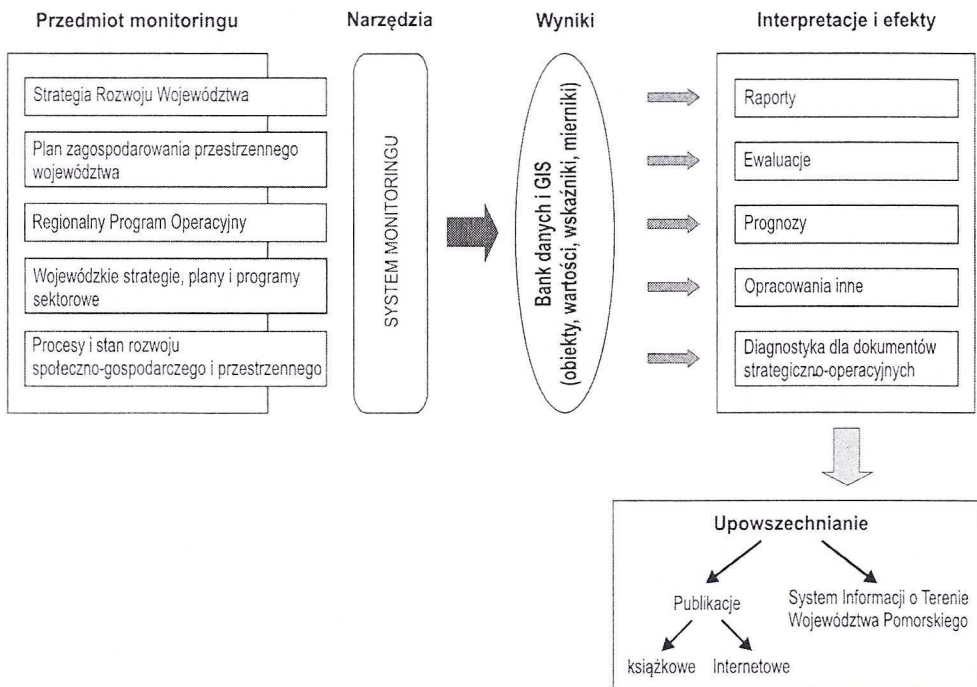 Przedmiot monitoringu
Strategia Rozwoju Województwa
Plan zagospodarowania przestrzennego
województwa
Regionalny Program Operacyjny
Wojewódzkie strategie, plany i programy
sektorowe
Procesy i stan rozwoju
społeczno-gospodarczego i przestrzennego
Narzędzia
SYSTEM MONITORINGU
Wyniki
Bank danych i GIS
(obiekty, wartości, wskaźniki, mierniki)
Interpretacje i efekty
Raporty
Ewaluacje
Prognozy
Opracowania inne
Diagnostyka dla dokumentów
strategiczno-operacyjnych
Upowszechnianie
Publikacje
System Informacji o Terenie
Województwa Pomorskiego
książkowe
Internetowe